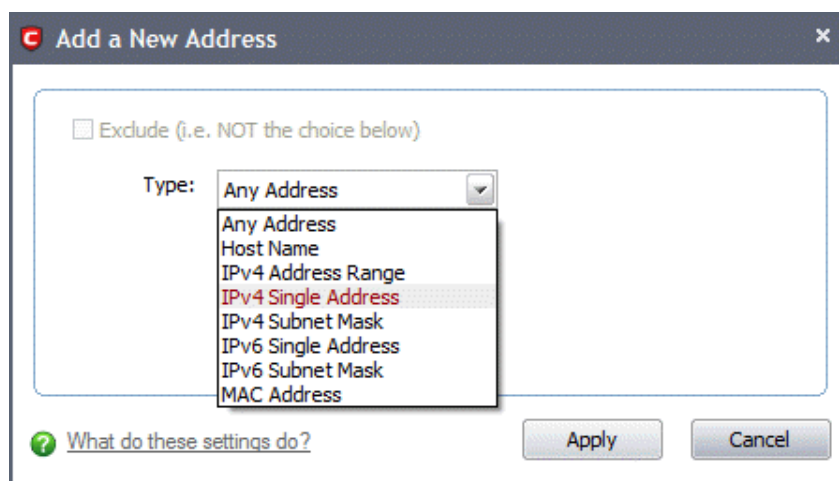 Add a New Address
Exclude (i.e. NOT the choice below)
Type: Any Address
Any Address
Host Name
IPv4 Address Range
IPv4 Single Address
IPv4 Subnet Mask
IPv6 Single Address
IPv6 Subnet Mask
MAC Address
What do these settings do? Apply Cancel